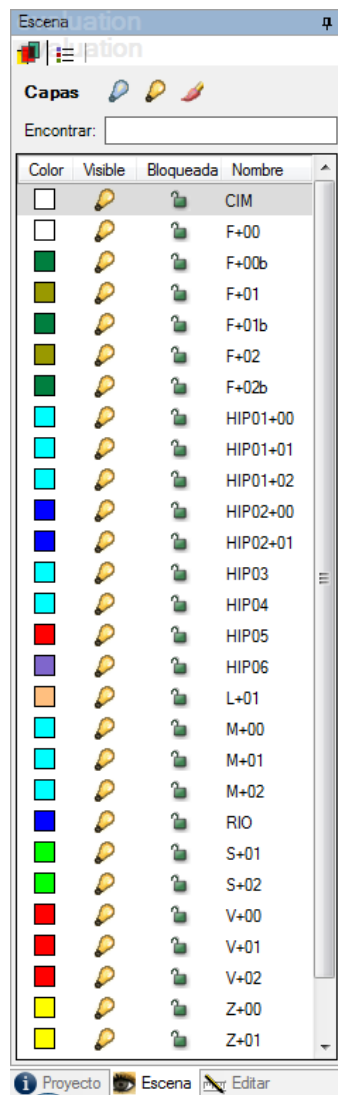 Escena
Evaluation
Evaluation
Capas
Encontrar:
Color Visible Bloqueada Nombre
CIM
F+00
F+00b
F+01
F+01b
F+02
F+02b
HIP01+00
HIP01+01
HIP01+02
HIP02+00
HIP02+01
HIP03
HIP04
HIP05
HIP06
L+01
M+00
M+01
M+02
RIO
S+01
S+02
V+00
V+01
V+02
Z+00
Z+01
Proyecto Escena Editar